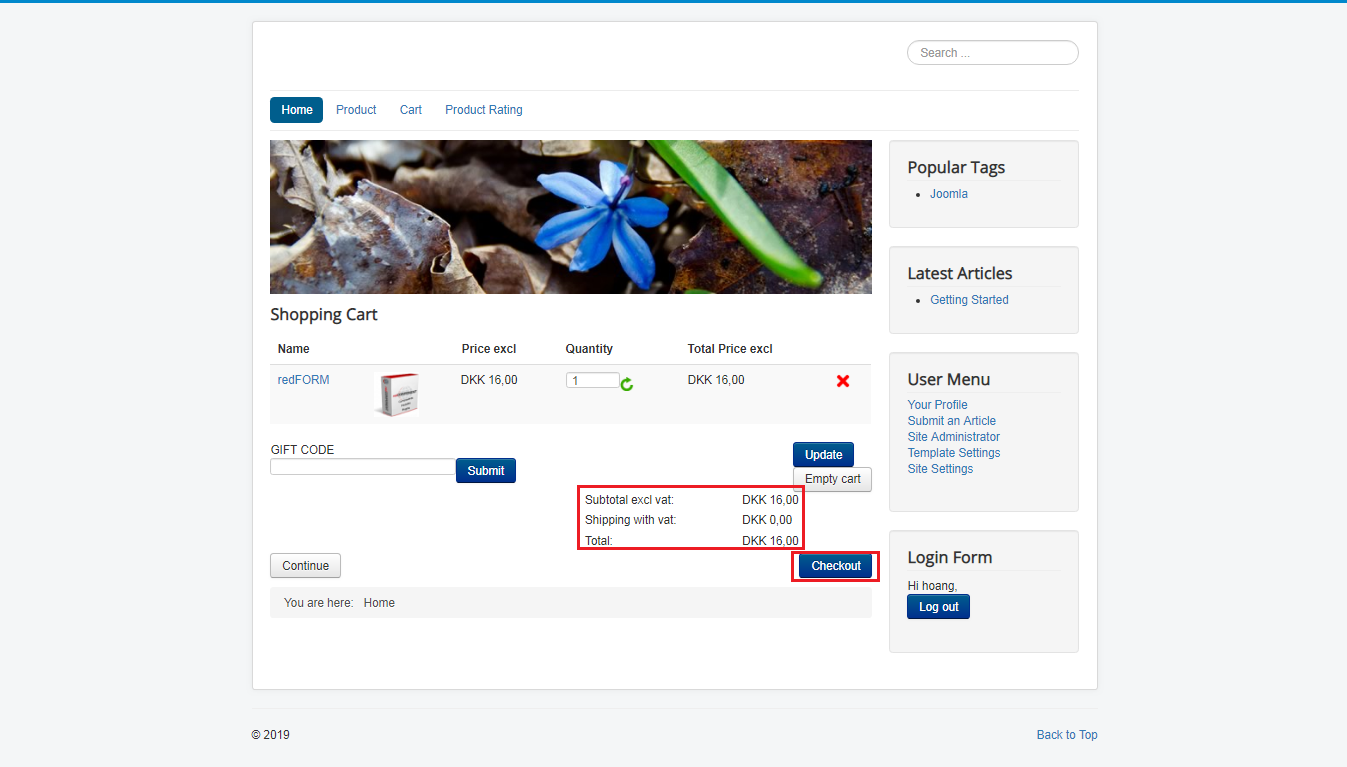 Search ...
Home Product Cart Product Rating
Popular Tags
Joomla
Latest Articles
Getting Started
Shopping Cart
Name Price excl Quantity Total Price excl
redFORM DKK 16,00 1 DKK 16,00
GIFT CODE
Submit
Update
Empty cart
Subtotal excl vat: DKK 16,00
Shipping with vat: DKK 0,00
Total: DKK 16,00
Continue Checkout
You are here: Home
User Menu
Your Profile
Submit an Article
Site Administrator
Template Settings
Site Settings
Login Form
Hi hoang,
Log out
© 2019 Back to Top